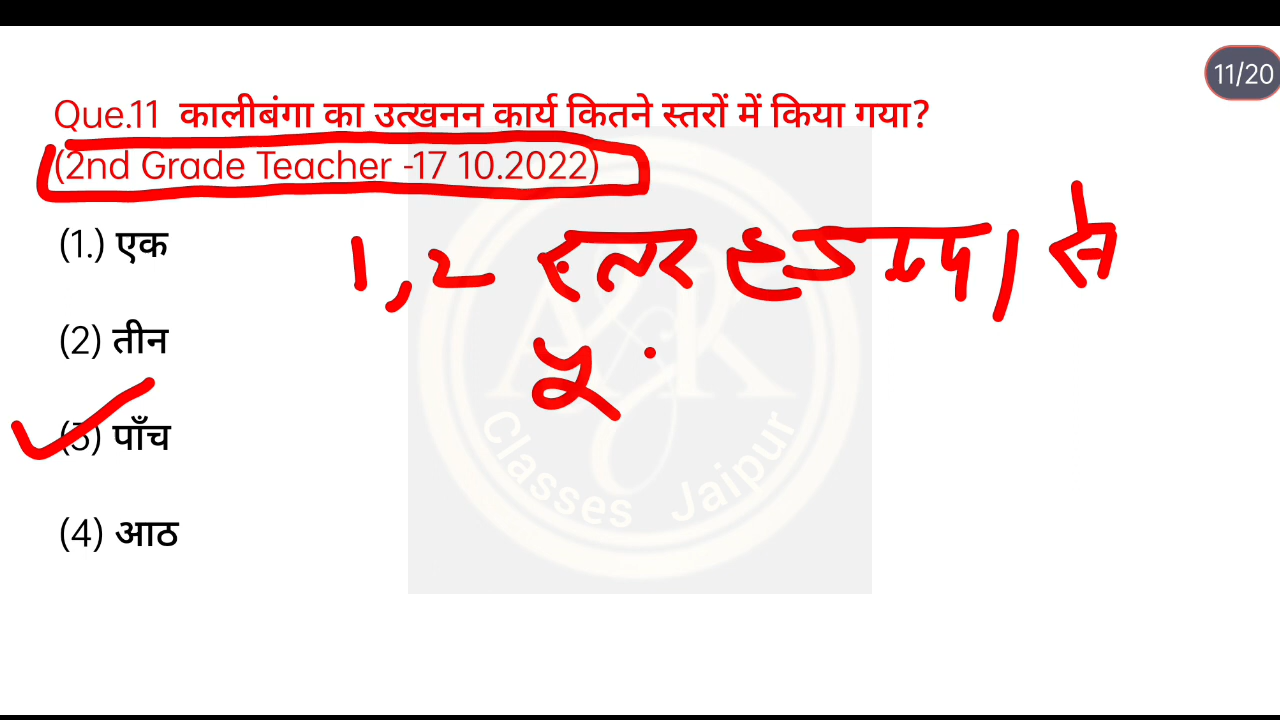 11/20
Que.11 कालीबंगा का उत्खनन कार्य कितने स्तरों में किया गया?
(2nd Grade Teacher -17 10.2022)
(1.) एक
1,2 स्तर हडप्पा से
(2) तीन
पू.
(3) पाँच
(4) आठ
Classes Jaipur